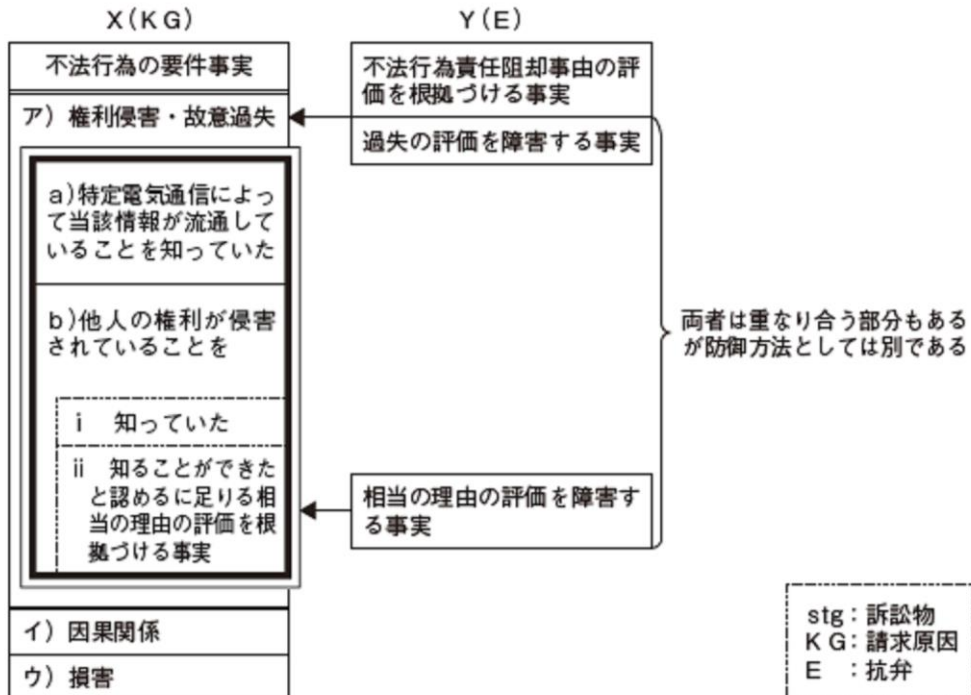 X(KG)
不法行為の要件事実
ア）権利侵害・故意過失
a)特定電気通信によっ
て当該情報が流通して
いることを知っていた
b)他人の権利が侵害
されていることを
i 知っていた
ii 知ることができた
と認めるに足りる相
当の理由の評価を根
拠づける事実
イ）因果関係
ウ）損害
Y(E)
不法行為責任阻却事由の評
価を根拠づける事実
過失の評価を障害する事実
相当の理由の評価を障害す
る事実
両者は重なり合う部分もある
が防御方法としては別である
stg：訴訟物
KG：請求原因
E ：抗弁